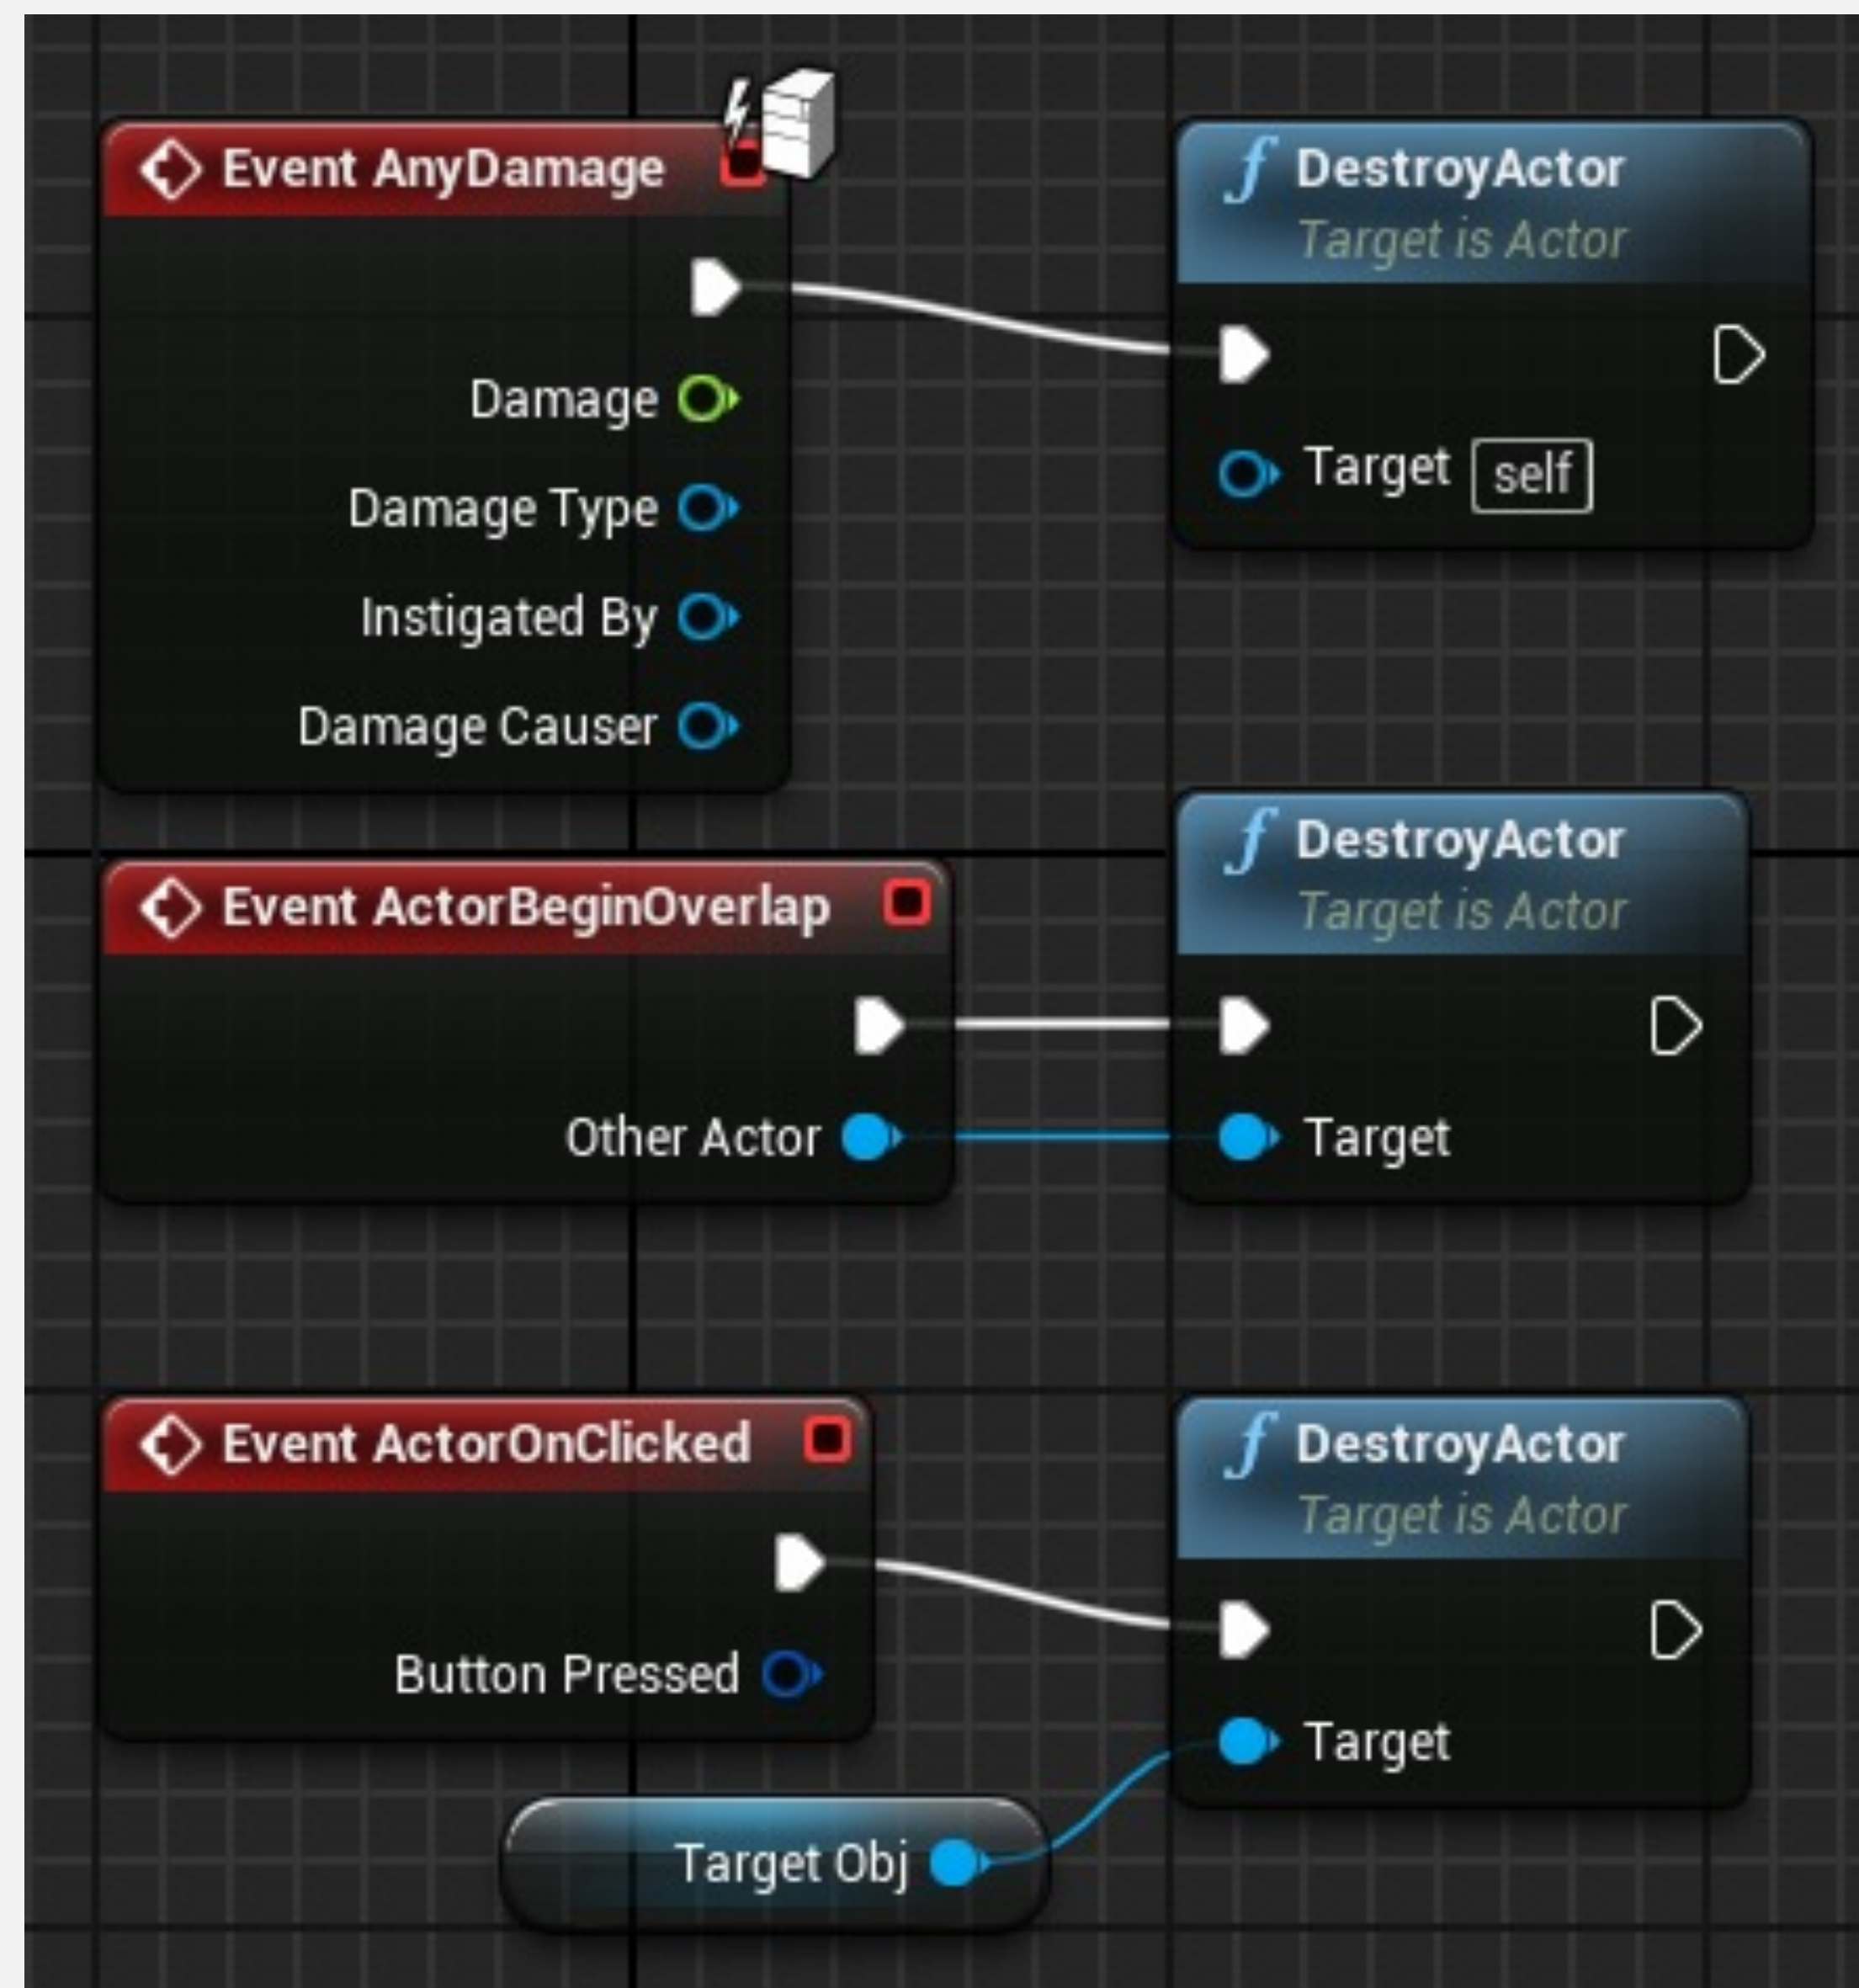 Event AnyDamage
Damage
Damage Type
Instigated By
Damage Causer
DestroyActor
Target is Actor
Target self
Event ActorBeginOverlap
Other Actor
DestroyActor
Target is Actor
Target
Event ActorOnClicked
Button Pressed
Target Obj
DestroyActor
Target is Actor
Target